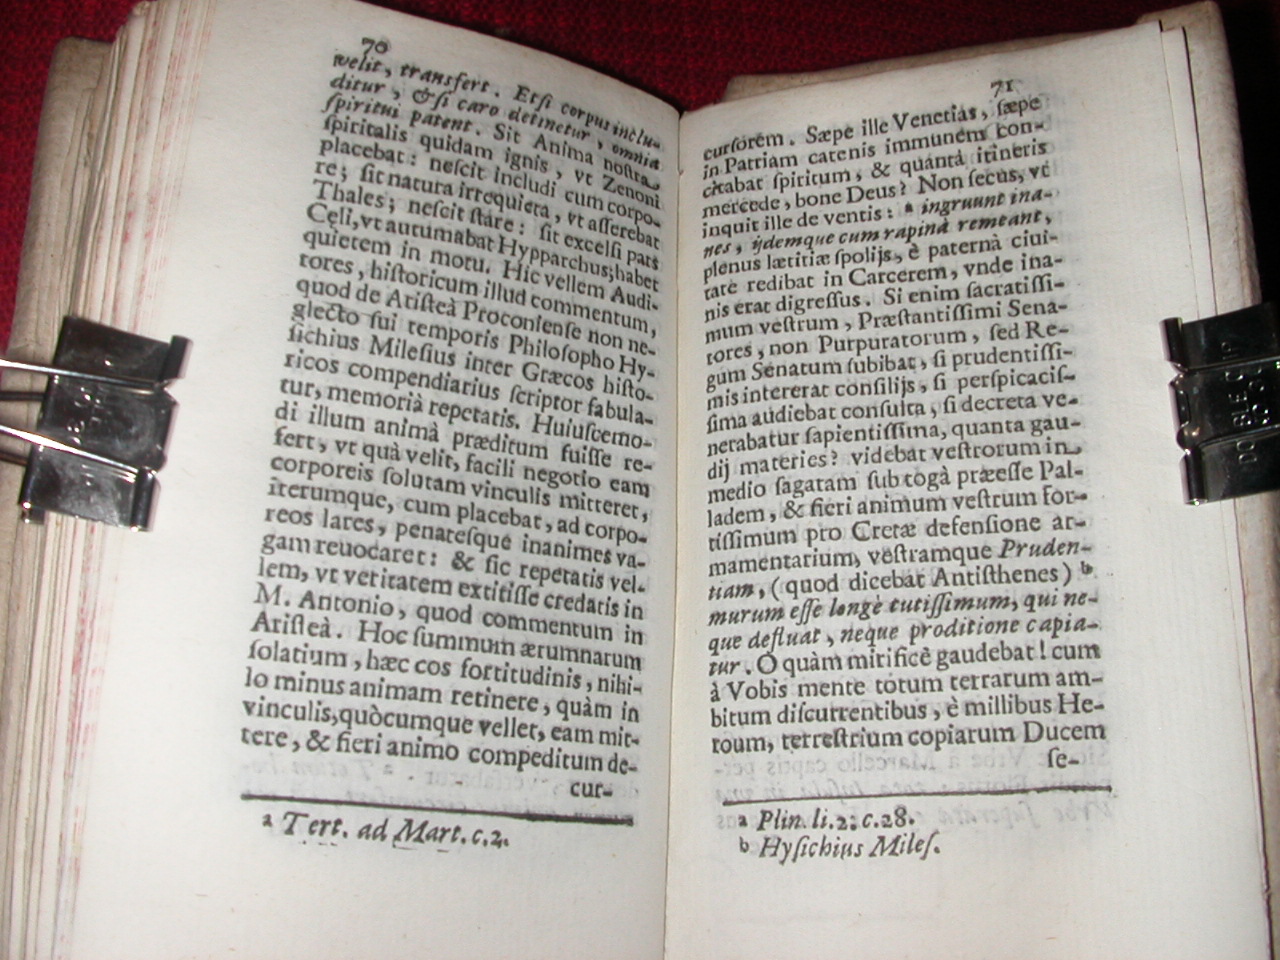 70
velit, transfert. Etſi corpus inclu-
ditur, &ſi caro detinetur, omnia
ſpiritui patent. Sit Anima noſtra
ſpiritalis quidam ignis, vt Zenoni
placebat: neſcit includi cum corpo-
re; ſit natura irrequieta, vt aſſerebat
Thales; neſcit ſtare: ſit excelſi pars
Cęli, vt autumabat Hypparchus; habet
quietem in motu. Hic vellem Audi-
tores, hiſtoricum illud commentum,
quod de Ariſteà Proconienſe non ne-
glecto ſui temporis Philoſopho Hy-
ſichius Mileſius inter Græcos hiſto-
ricos compendiarius ſcriptor fabula-
tur, memorià repetatis. Huiuſcemo-
di illum animà præditum fuiſſe re-
fert, vt quà velit, facili negotio eam
corporeis ſolutam vinculis mitteret,
iterumque, cum placebat, ad corpo-
reos lares, penateſque inanimes va-
gam reuocaret: & ſic repetatis vel-
lem, vt veritatem extitiſſe credatis in
M. Antonio, quod commentum in
Ariſteà. Hoc ſummum ærumnarum
ſolatium, hæc cos fortitudinis, nihi-
lo minus animam retinere, quàm in
vinculis, quòcumque vellet, eam mit-
tere, & fieri animo compeditum de-
cur-
a Tert. ad Mart. c.2.
71
curſorem. Sæpe ille Venetias, ſæpe
in Patriam catenis immunem con-
citabat ſpiritum, & quantà itineris
mercede, bone Deus? Non ſecus, vt
inquit ille de ventis: a ingruunt ina-
nes, ijdemque cum rapinà remeant,
plenus lætitiæ ſpolijs, è paternà ciui-
tate redibat in Carcerem, vnde ina-
nis erat digreſſus. Si enim ſacratiſſi-
mum veſtrum, Præſtantiſſimi Sena-
tores, non Purpuratorum, ſed Re-
gum Senatum ſubibat, ſi prudentiſſi-
mis intererat conſilijs, ſi perſpicaciſ-
ſima audiebat conſulta, ſi decreta ve-
nerabatur ſapientiſſima, quanta gau-
dij materies? videbat veſtrorum in
medio ſagatam ſub togà præeſſe Pal-
ladem, & fieri animum veſtrum for-
tiſſimum pro Cretæ defenſione ar-
mamentarium, veſtramque Pruden-
tiam, (quod dicebat Antiſthenes) b
murum eſſe longè tutiſſimum, qui ne-
que defluat, neque proditione capia-
tur. O quàm mirificè gaudebat! cum
à Vobis mente totum terrarum am-
bitum diſcurrentibus, è millibus He-
roum, terreſtrium copiarum Ducem
ſe-
a Plin. li.2. c.28.
b Hyſichius Mileſ.